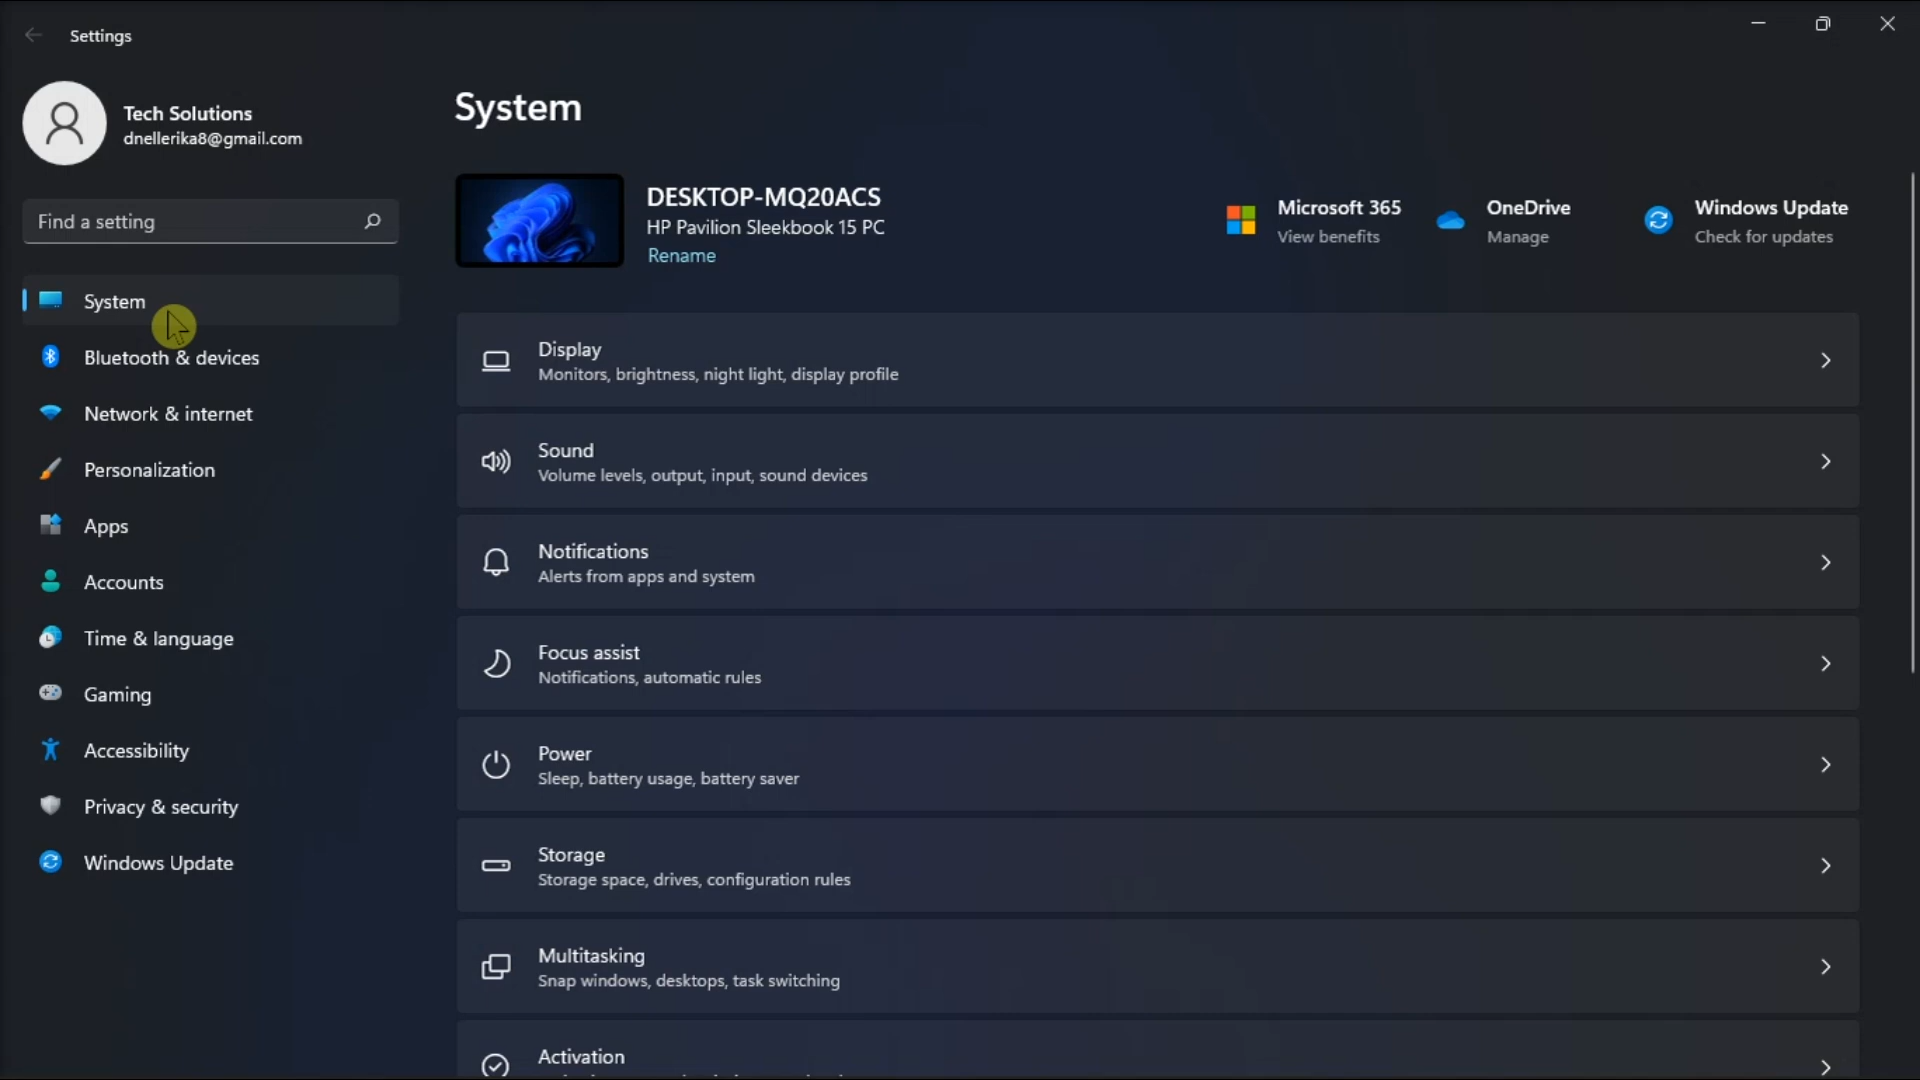 Settings
Tech Solutions
dnellerika8@gmail.com
Find a setting
System
Bluetooth & devices
Network & internet
Personalization
Apps
Accounts
Time & language
Gaming
Accessibility
Privacy & security
Windows Update
System
DESKTOP-MQ20ACS
HP Pavilion Sleekbook 15 PC
Rename
Microsoft 365
View benefits
OneDrive
Manage
Windows Update
Check for updates
Display
Monitors, brightness, night light, display profile
Sound
Volume levels, output, input, sound devices
Notifications
Alerts from apps and system
Focus assist
Notifications, automatic rules
Power
Sleep, battery usage, battery saver
Storage
Storage space, drives, configuration rules
Multitasking
Snap windows, desktops, task switching
Activation